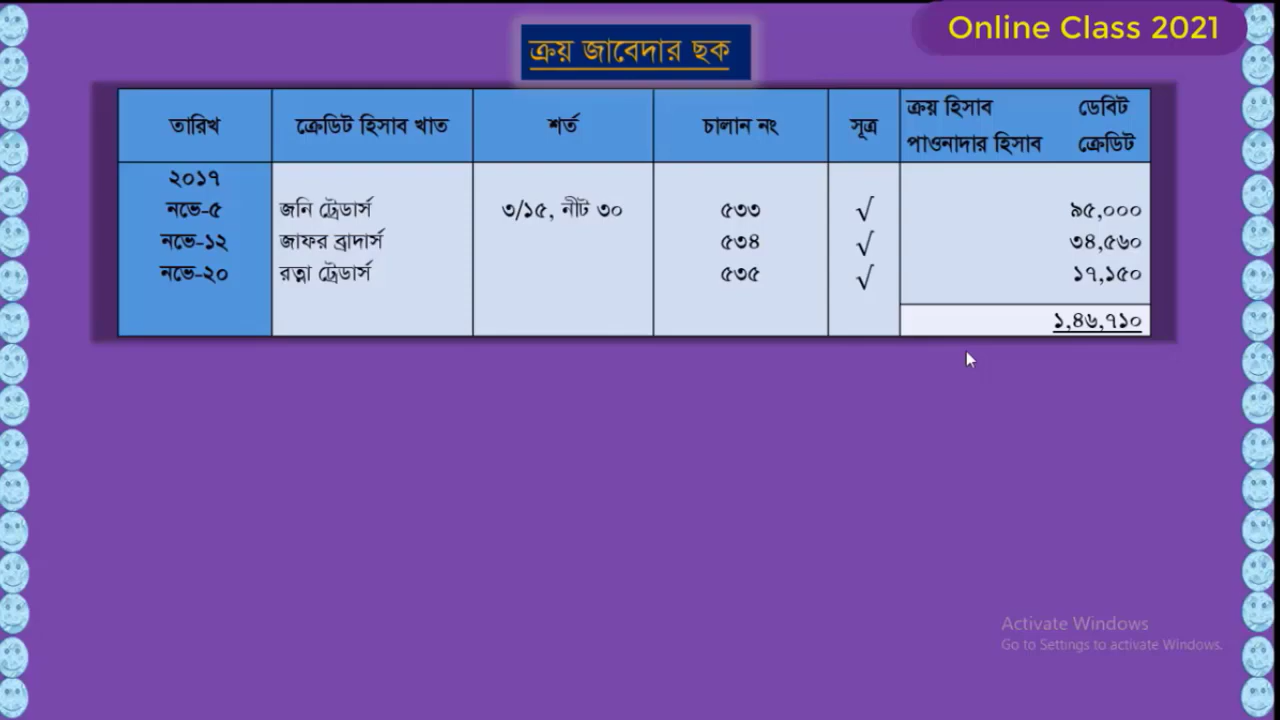 Online Class 2021
ক্রয় জাবেদার ছক
তারিখ ক্রেডিট হিসাব খাত শর্ত চালান নং সূত্র ক্রয় হিসাব ডেবিট
পাওনাদার হিসাব ক্রেডিট
২০১৭
নভে-৫ জনি ট্রেডার্স ৩/১৫, নীট ৩০ ৫৩৩ √ ৯৫,০০০
নভে-১২ জাফর ব্রাদার্স ৫৩৪ √ ৩৪,৫৬০
নভে-২০ রত্না ট্রেডার্স ৫৩৫ √ ১৭,১৫০
১,৪৬,৭১০
Activate Windows
Go to Settings to activate Windows.